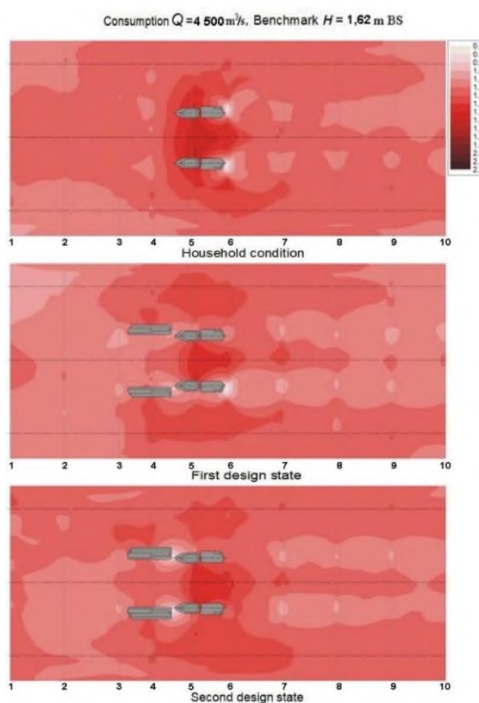 Consumption Q = 4 500 m³/s, Benchmark H = 1,62 m BS
1 2 3 4 5 6 7 8 9 10
Household condition
1 2 3 4 5 6 7 8 9 10
First design state
1 2 3 4 5 6 7 8 9 10
Second design state